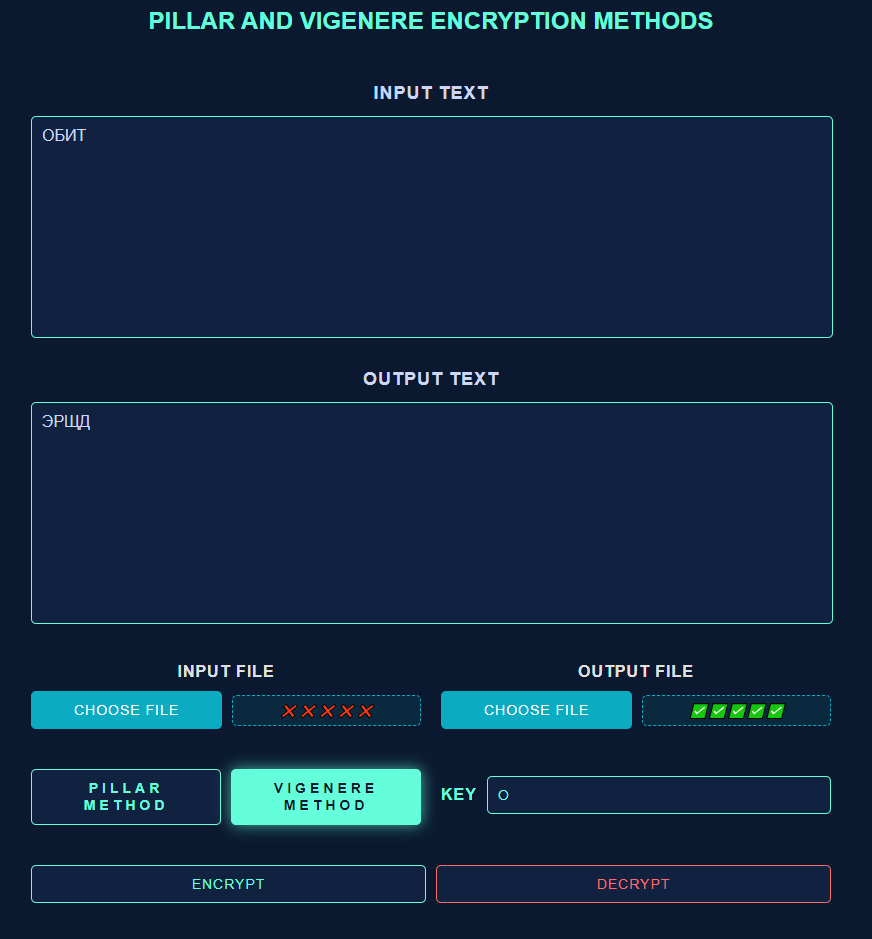 PILLAR AND VIGENERE ENCRYPTION METHODS
INPUT TEXT
ОБИТ
OUTPUT TEXT
ЭРЩД
INPUT FILE
OUTPUT FILE
CHOOSE FILE
❌❌❌❌❌
CHOOSE FILE
✅✅✅✅✅
PILLAR
METHOD
VIGENERE
METHOD
KEY
О
ENCRYPT
DECRYPT